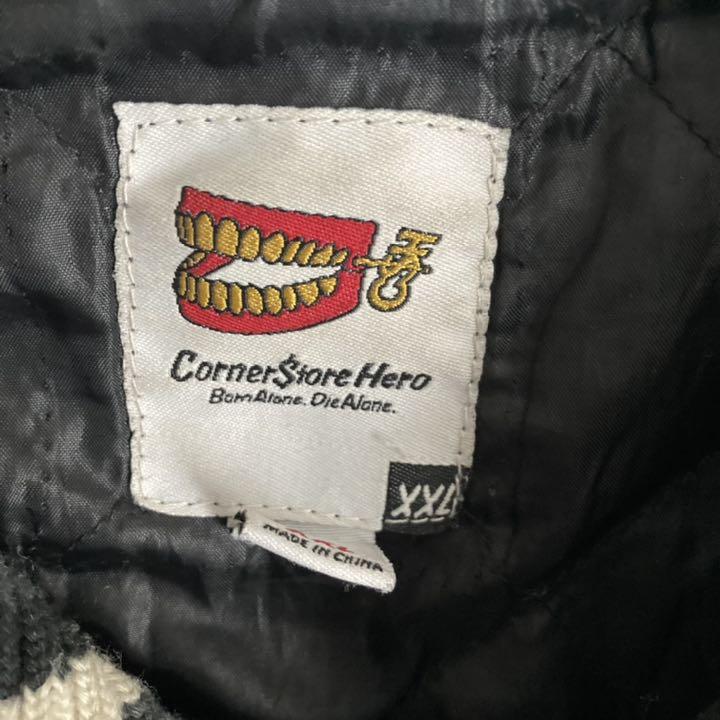 Corner$tore Hero
Born Alone. Die Alone.
XXL
MADE IN CHINA